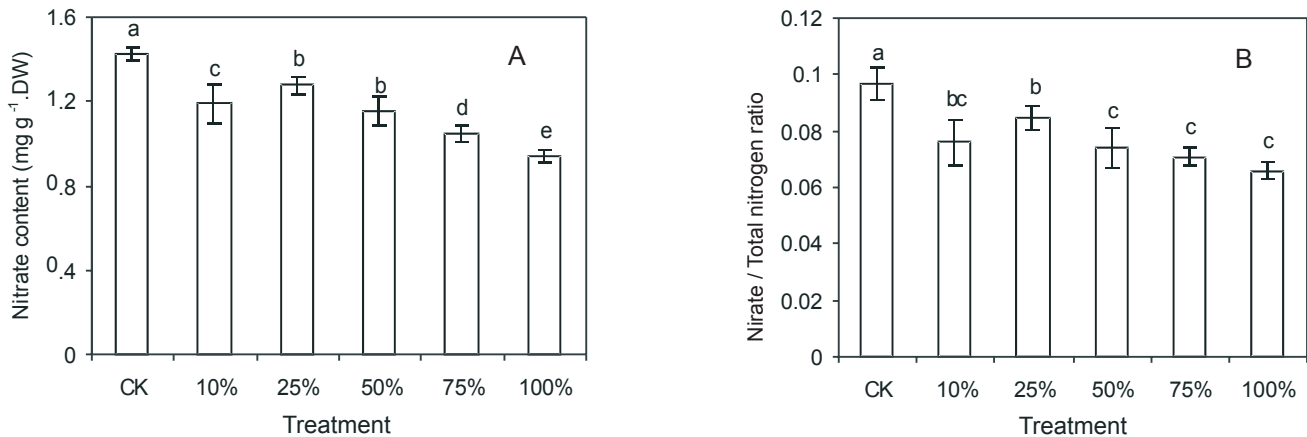 Nitrate content (mg g -1.DW)
1.6
1.2
0.8
0.4
0
a
c
b
b
d
e
A
CK 10% 25% 50% 75% 100%
Treatment
Nirate / Total nitrogen ratio
0.12
0.1
0.08
0.06
0.04
0.02
0
a
bc
b
c
c
c
B
CK 10% 25% 50% 75% 100%
Treatment